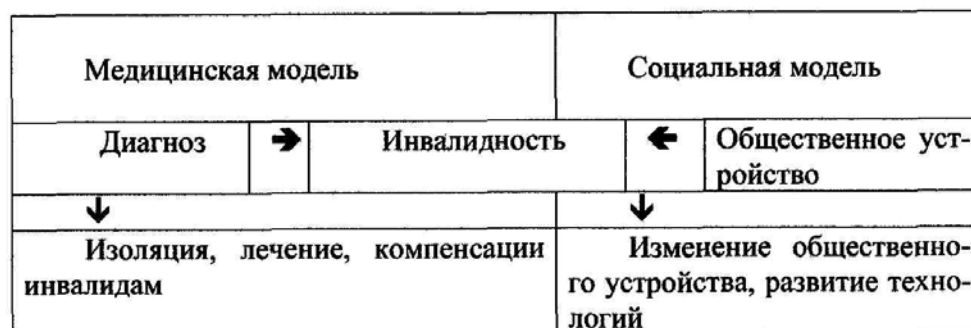 Медицинская модель
Социальная модель
Диагноз
→
Инвалидность
←
Общественное уст-
ройство
↓
↓
Изоляция, лечение, компенсации
инвалидам
Изменение общественно-
го устройства, развитие техно-
логий